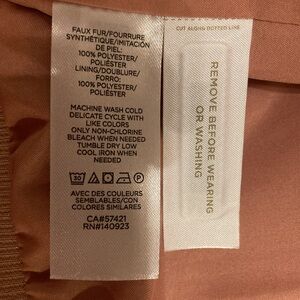 FAUX FUR/FOURRURE
SYNTHÉTIQUE/IMITACIÓN
DE PIEL:
100% POLYESTER/
POLIÉSTER
LINING/DOUBLURE/
FORRO:
100% POLYESTER/
POLIÉSTER
MACHINE WASH COLD
DELICATE CYCLE WITH
LIKE COLORS
ONLY NON-CHLORINE
BLEACH WHEN NEEDED
TUMBLE DRY LOW
COOL IRON WHEN
NEEDED
30
P
AVEC DES COULEURS
SEMBLABLES/CON
COLORES SIMILARES
CA#57421
RN#140923
CUT ALONG DOTTED LINE
REMOVE BEFORE WEARING
OR WASHING